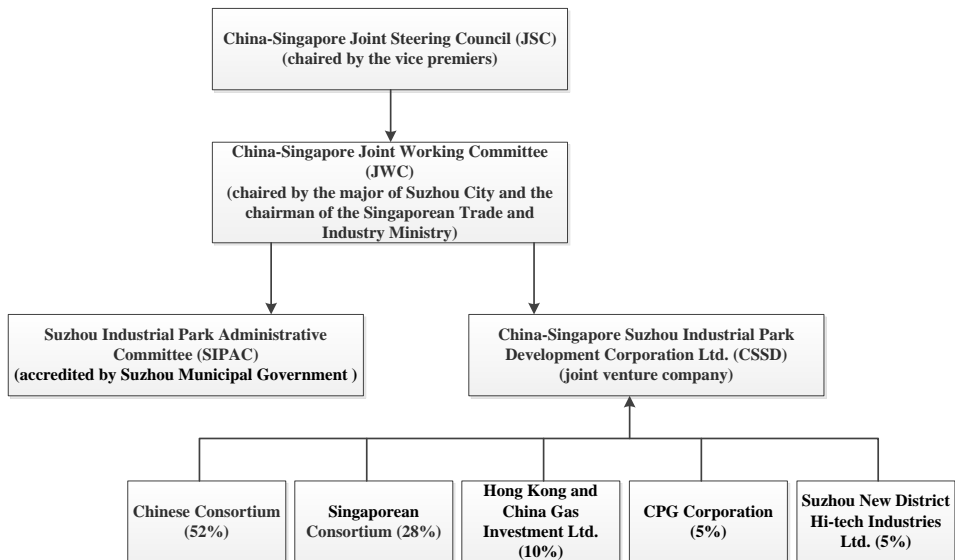 China-Singapore Joint Steering Council (JSC)
(chaired by the vice premiers)
China-Singapore Joint Working Committee
(JWC)
(chaired by the major of Suzhou City and the
chairman of the Singaporean Trade and
Industry Ministry)
Suzhou Industrial Park Administrative
Committee (SIPAC)
(accredited by Suzhou Municipal Government )
China-Singapore Suzhou Industrial Park
Development Corporation Ltd. (CSSD)
(joint venture company)
Chinese Consortium
(52%)
Singaporean
Consortium (28%)
Hong Kong and
China Gas
Investment Ltd.
(10%)
CPG Corporation
(5%)
Suzhou New District
Hi-tech Industries
Ltd. (5%)